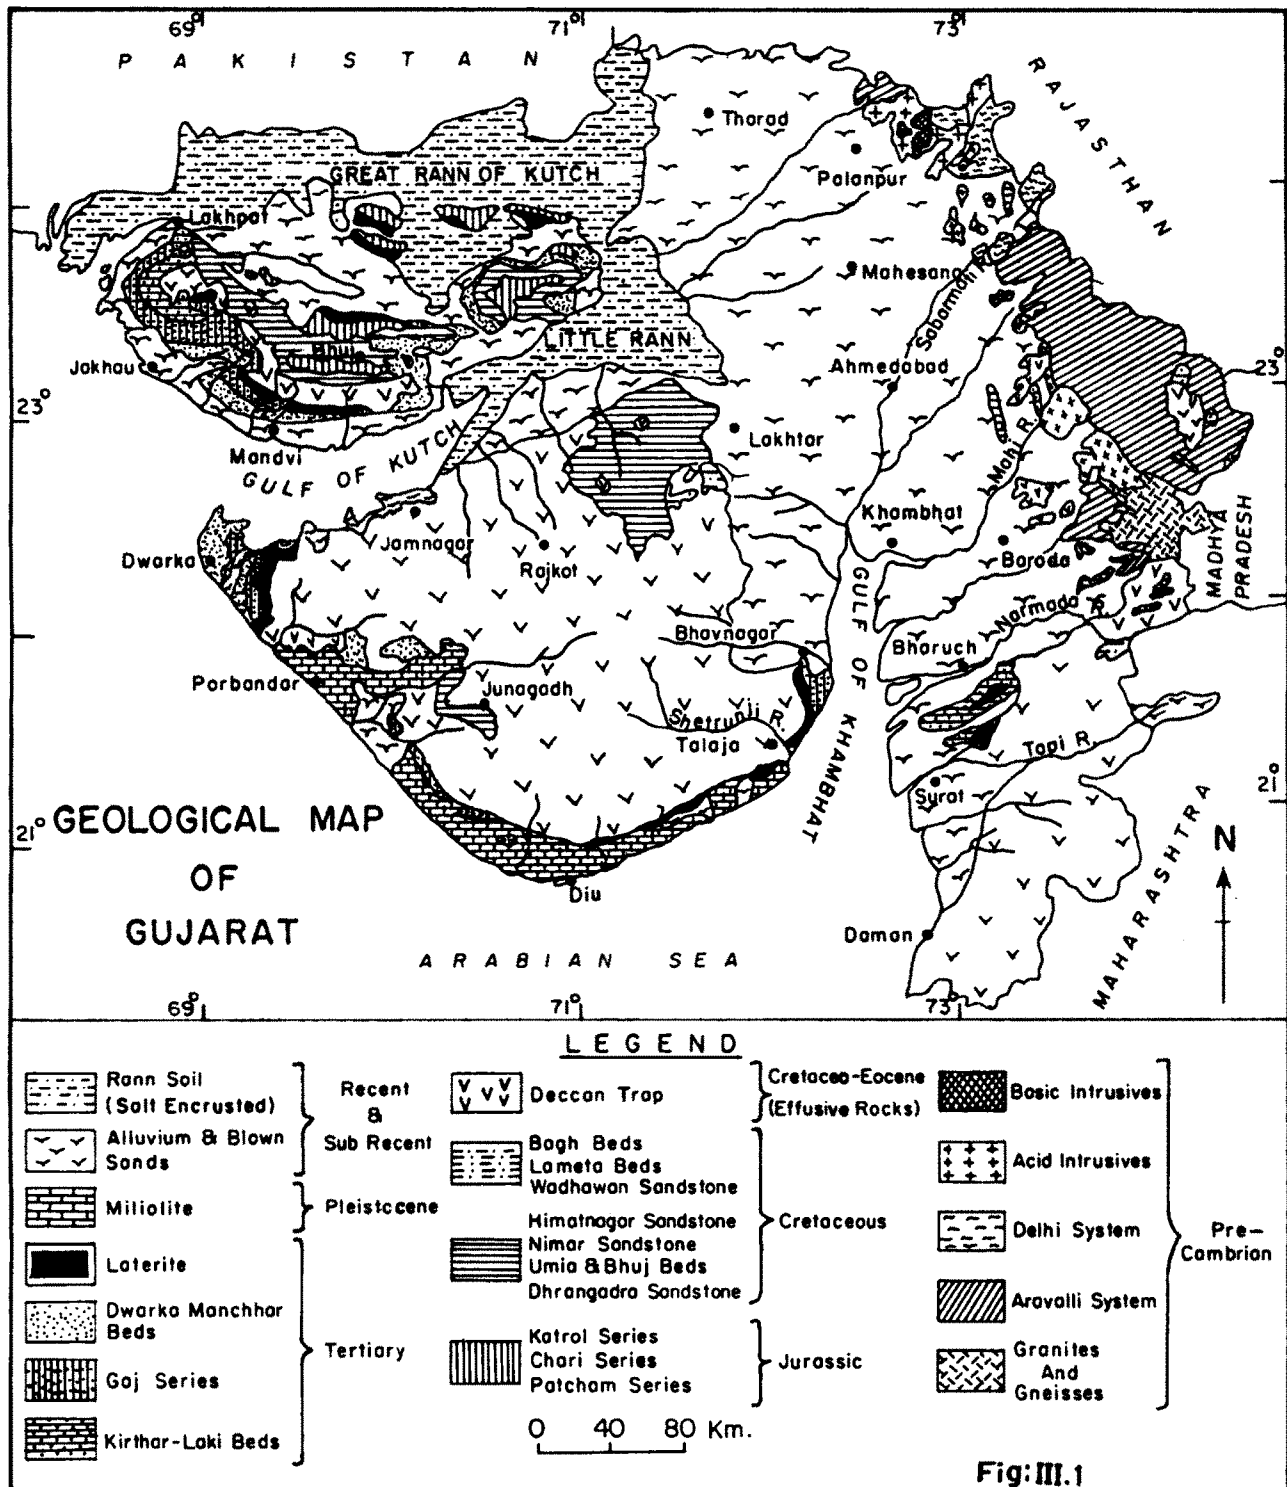 69°
71°
73°
PAKISTAN
RAJASTHAN
Tharad
Palanpur
GREAT RANN OF KUTCH
Lakhpat
Mahesana
Sabarmati R.
LITTLE RANN
Bhuj
Jakhau
Ahmedabad
23°
23°
Mandvi
GULF OF KUTCH
Lakhtar
Mahi R.
Khambhat
Jamnagar
Dwarka
Rajkot
Baroda
MADHYA
PRADESH
GULF OF KHAMBHAT
Narmada R.
Bhavnagar
Bharuch
Porbandar
Junagadh
Shetrunji R.
Talaja
Tapi R.
Surat
21°
21°
GEOLOGICAL MAP
OF
GUJARAT
N
Diu
Daman
MAHARASHTRA
ARABIAN SEA
69°
71°
73°
LEGEND
Rann Soil
(Salt Encrusted)
Alluvium & Blown
Sands
Recent
&
Sub Recent
Miliolite
Pleistocene
Laterite
Dwarka Manchhar
Beds
Gaj Series
Kirthar-Laki Beds
Tertiary
Deccan Trap
Cretaceo-Eocene
(Effusive Rocks)
Bagh Beds
Lameta Beds
Wadhawan Sandstone
Himatnagar Sandstone
Nimar Sandstone
Umia & Bhuj Beds
Dhrangadra Sandstone
Cretaceous
Katrol Series
Chari Series
Patcham Series
Jurassic
0 40 80 Km.
Basic Intrusives
Acid Intrusives
Delhi System
Aravalli System
Granites
And
Gneisses
Pre-
Cambrian
Fig: III.1